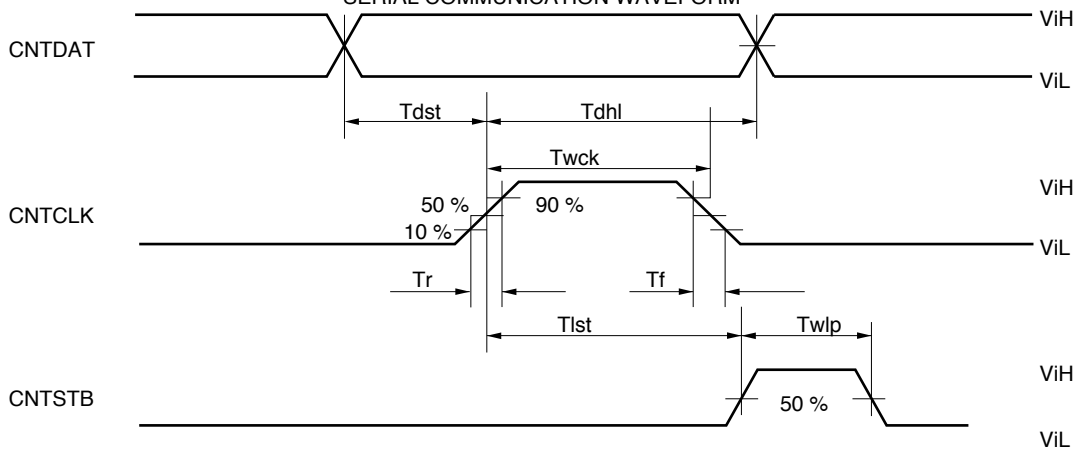 SERIAL COMMUNICATION WAVEFORM
ViH
CNTDAT
ViL
Tdst
Tdhl
Twck
ViH
50 %
90 %
CNTCLK
10 %
ViL
Tr
Tf
Tlst
Twlp
ViH
CNTSTB
50 %
ViL